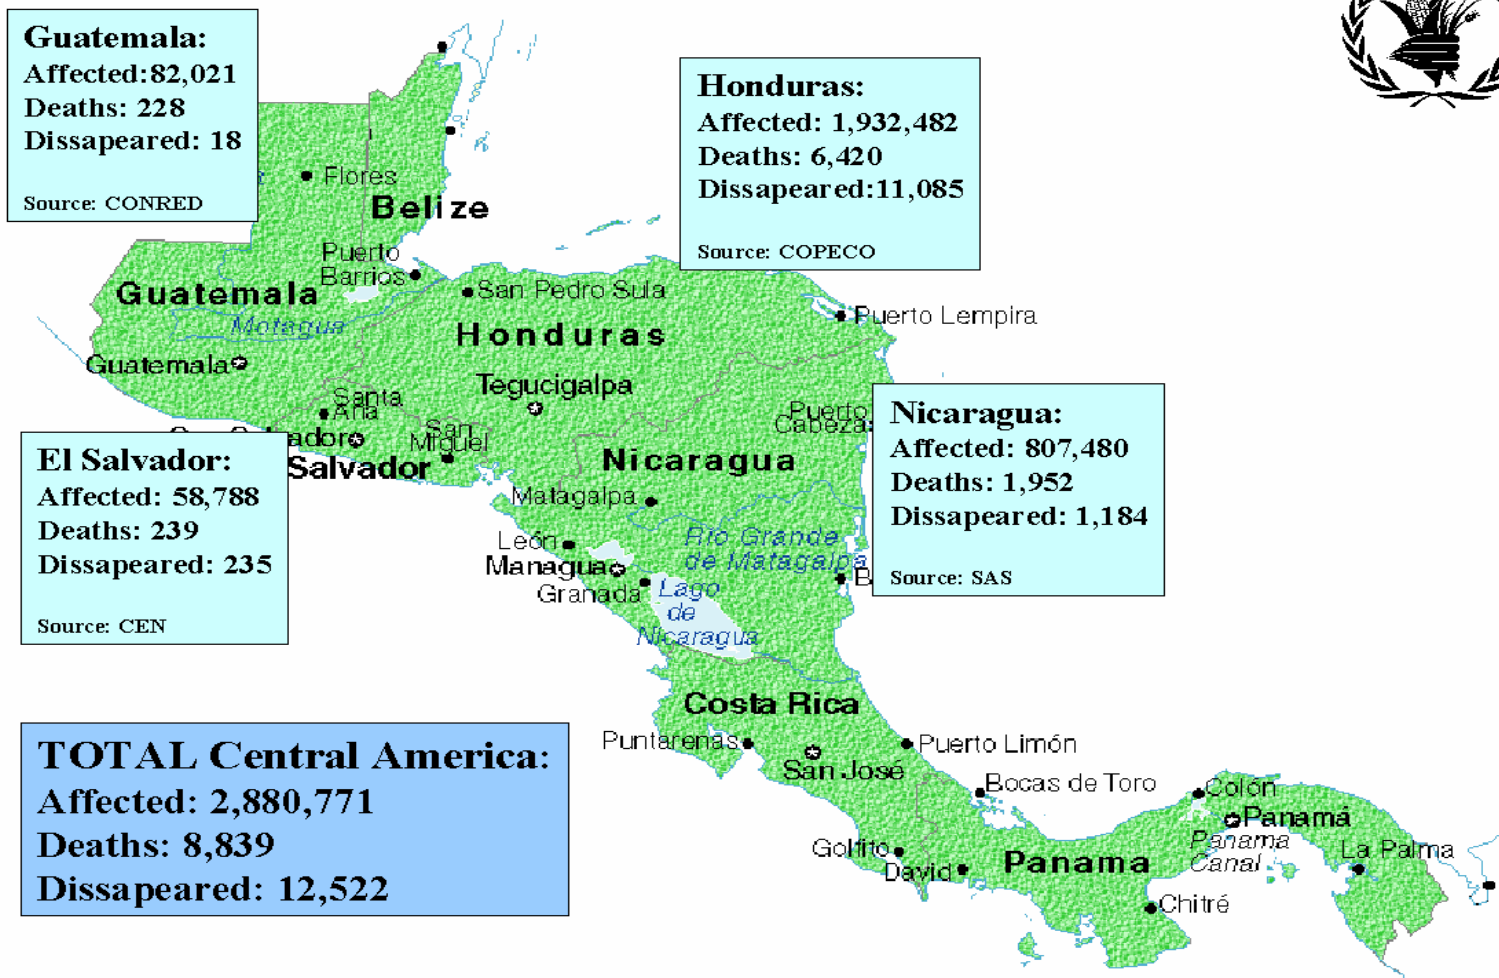 Guatemala:
Affected:82,021
Deaths: 228
Dissapeared: 18
Source: CONRED
Honduras:
Affected: 1,932,482
Deaths: 6,420
Dissapeared:11,085
Source: COPECO
Flores
Belize
Puerto
Barrios
Guatemala
San Pedro Sula
Motagua
Honduras
Puerto Lempira
Guatemala
Tegucigalpa
Santa
Ana
Puerto
Cabezas
Nicaragua:
Affected: 807,480
Deaths: 1,952
Dissapeared: 1,184
Source: SAS
San
Miguel
Salvador
El Salvador:
Affected: 58,788
Deaths: 239
Dissapeared: 235
Source: CEN
Nicaragua
Matagalpa
León
Río Grande
de Matagalpa
Managua
B
Granada
Lago
de
Nicaragua
Costa Rica
Puntarenas
Puerto Limón
San José
TOTAL Central America:
Affected: 2,880,771
Deaths: 8,839
Dissapeared: 12,522
Bocas de Toro
Colón
Panamá
Panama
Canal
La Palma
Golfito
David
Panama
Chitré